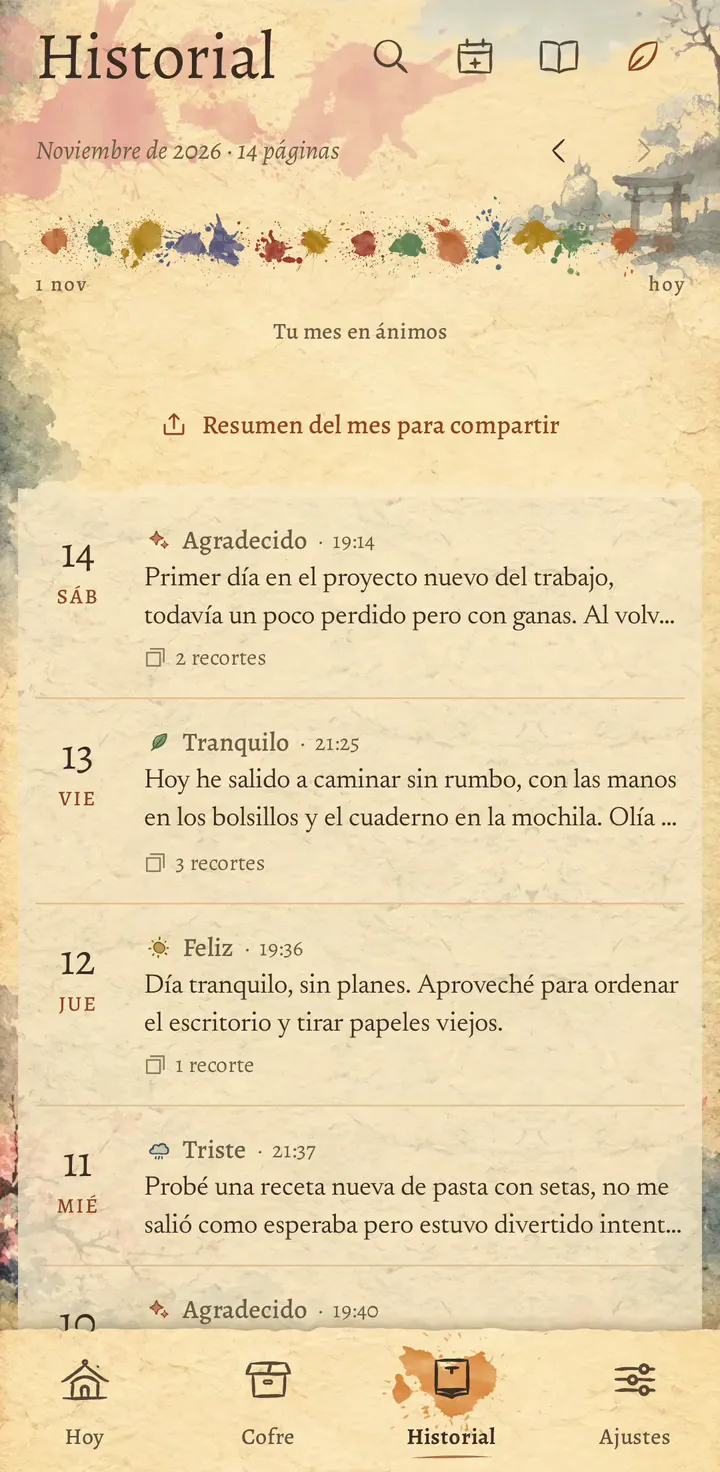 Historial
Noviembre de 2026 · 14 páginas
1 nov
hoy
Tu mes en ánimos
Resumen del mes para compartir
14
SÁB
Agradecido · 19:14
Primer día en el proyecto nuevo del trabajo,
todavía un poco perdido pero con ganas. Al volv...
2 recortes
13
VIE
Tranquilo · 21:25
Hoy he salido a caminar sin rumbo, con las manos
en los bolsillos y el cuaderno en la mochila. Olía ...
3 recortes
12
JUE
Feliz · 19:36
Día tranquilo, sin planes. Aproveché para ordenar
el escritorio y tirar papeles viejos.
1 recorte
11
MIÉ
Triste · 21:37
Probé una receta nueva de pasta con setas, no me
salió como esperaba pero estuvo divertido intent...
10
Agradecido · 19:40
Hoy
Cofre
Historial
Ajustes